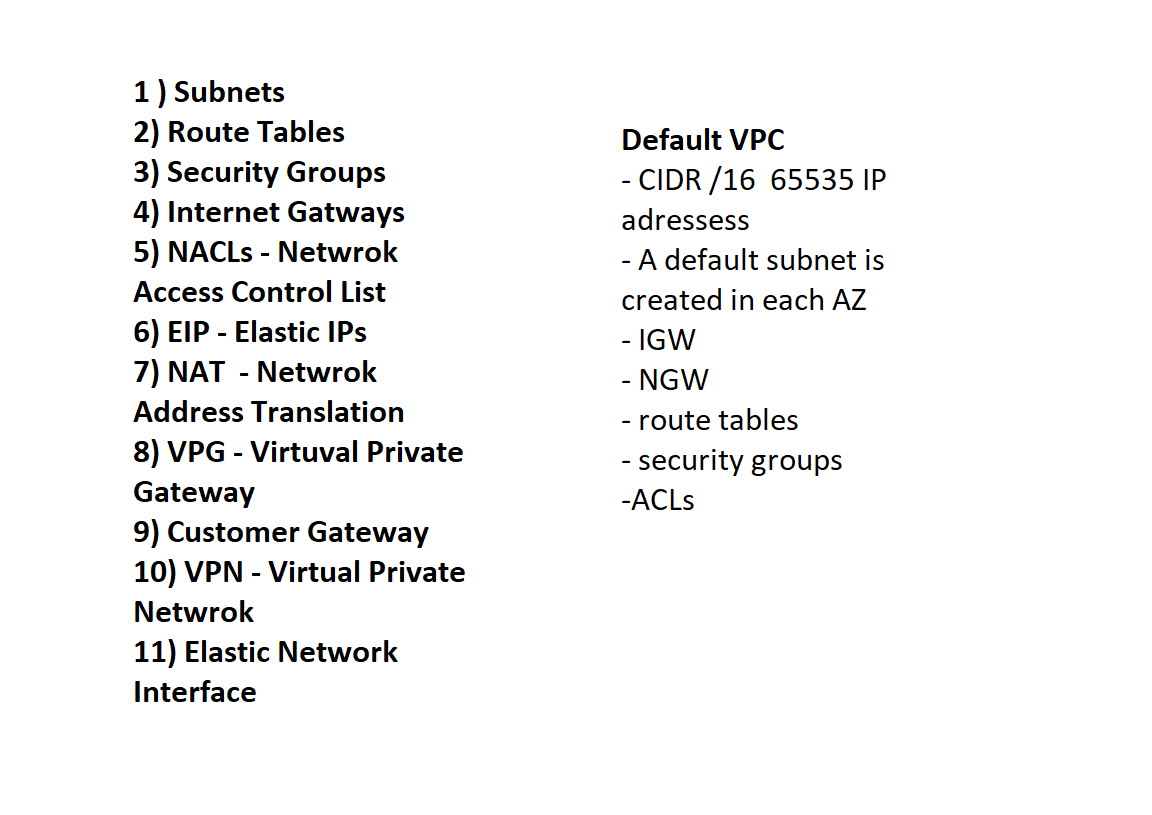 1 ) Subnets
2) Route Tables
3) Security Groups
4) Internet Gatways
5) NACLs - Netwrok
Access Control List
6) EIP - Elastic IPs
7) NAT  - Netwrok
Address Translation
8) VPG - Virtuval Private
Gateway
9) Customer Gateway
10) VPN - Virtual Private
Netwrok
11) Elastic Network
Interface
Default VPC
- CIDR /16  65535 IP
adressess
- A default subnet is
created in each AZ
- IGW
- NGW
- route tables
- security groups
-ACLs